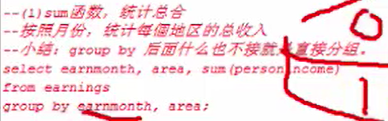 --(1)sum函数，统计总合
--按照月份，统计每個地区的总收入
--小结：group by 后面什么也不接就是直接分组。
select earnmonth, area, sum(personincome)
from earnings
group by earnmonth, area;
0
1